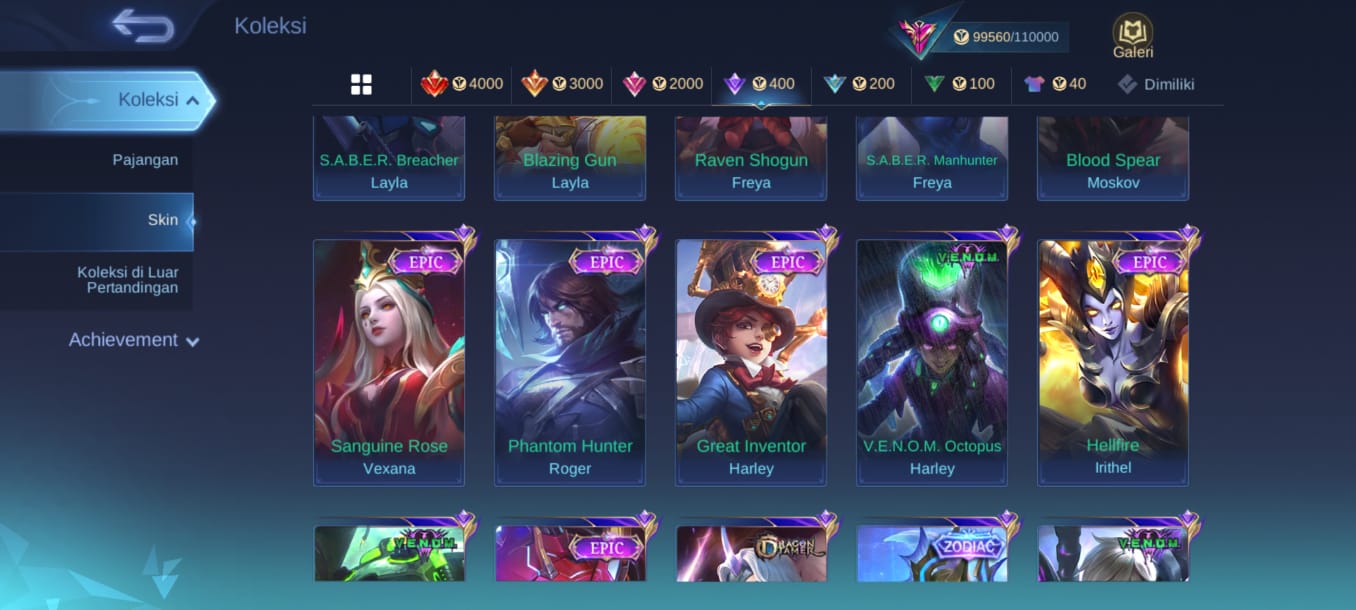 Koleksi
99560/110000
Galeri
Koleksi
4000
3000
2000
400
200
100
40
Dimiliki
Pajangan
Skin
Koleksi di Luar
Pertandingan
Achievement
S.A.B.E.R. Breacher
Layla
Blazing Gun
Layla
Raven Shogun
Freya
S.A.B.E.R. Manhunter
Freya
Blood Spear
Moskov
EPIC
Sanguine Rose
Vexana
EPIC
Phantom Hunter
Roger
EPIC
Great Inventor
Harley
V.E.N.O.M.
V.E.N.O.M. Octopus
Harley
EPIC
Hellfire
Irithel
V.E.N.O.M.
EPIC
DRAGON
TAMER
ZODIAC
V.E.N.O.M.